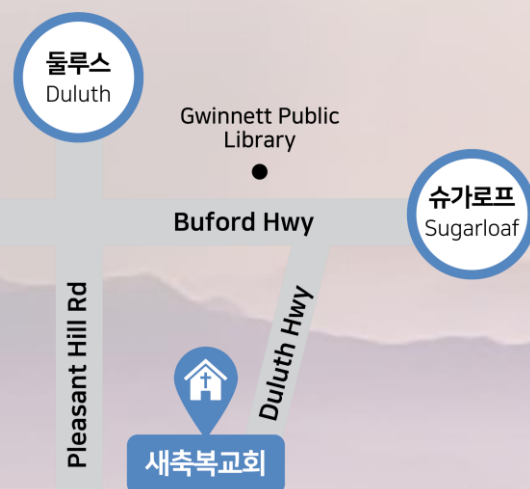 둘루스
Duluth
Gwinnett Public
Library
슈가로프
Sugarloaf
Buford Hwy
Pleasant Hill Rd
Duluth Hwy
새축복교회